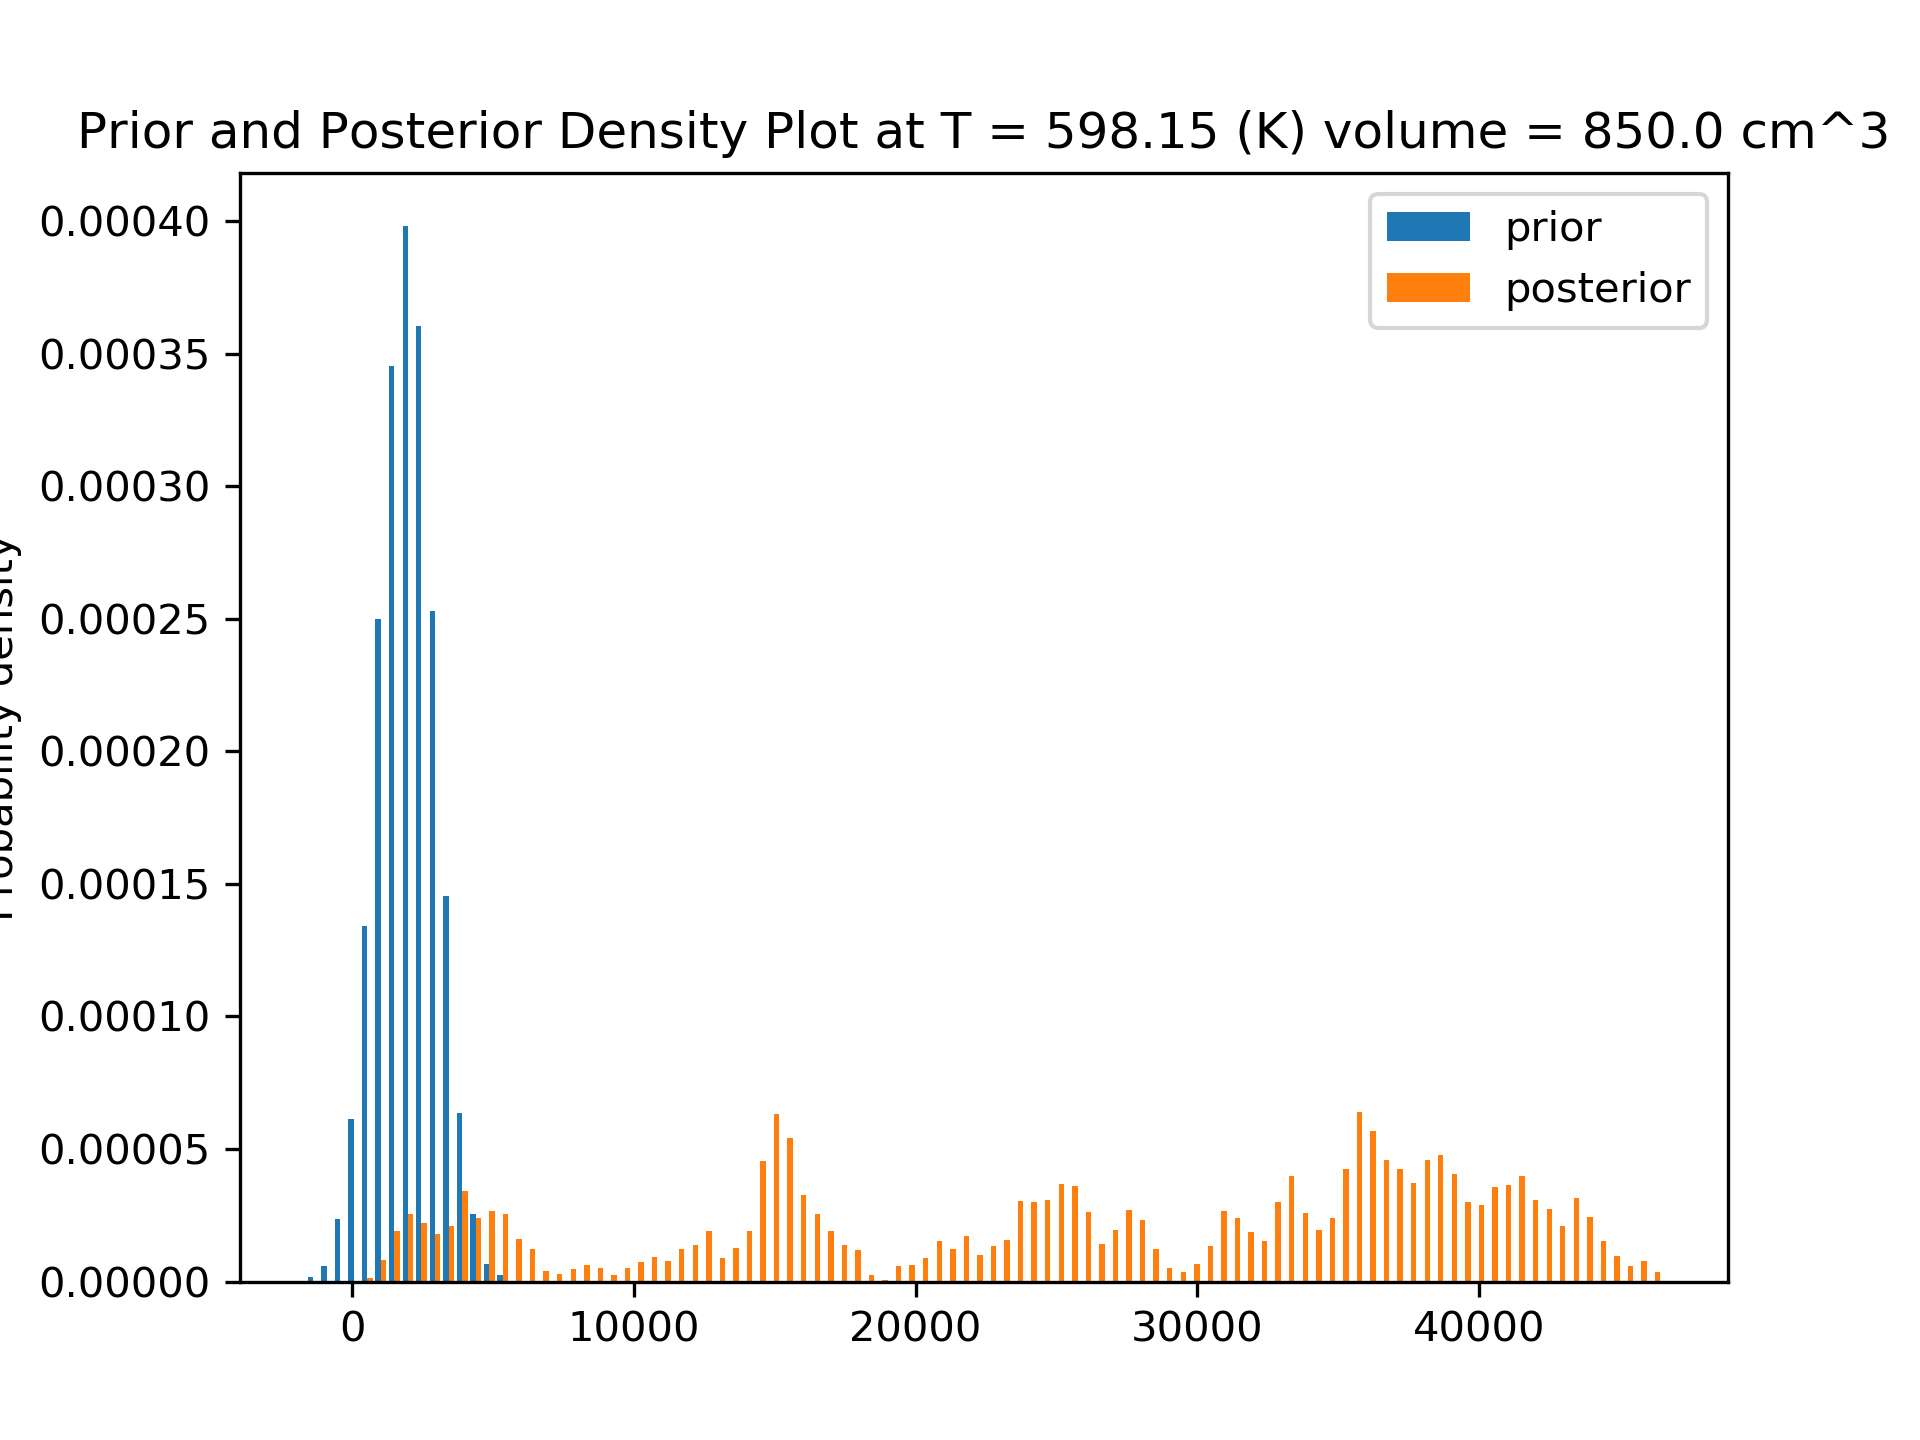 Prior and Posterior Density Plot at T = 598.15 (K) volume = 850.0 cm^3
prior
posterior
0.00040
0.00035
0.00030
0.00025
0.00020
0.00015
0.00010
0.00005
0.00000
Probability density
0 10000 20000 30000 40000